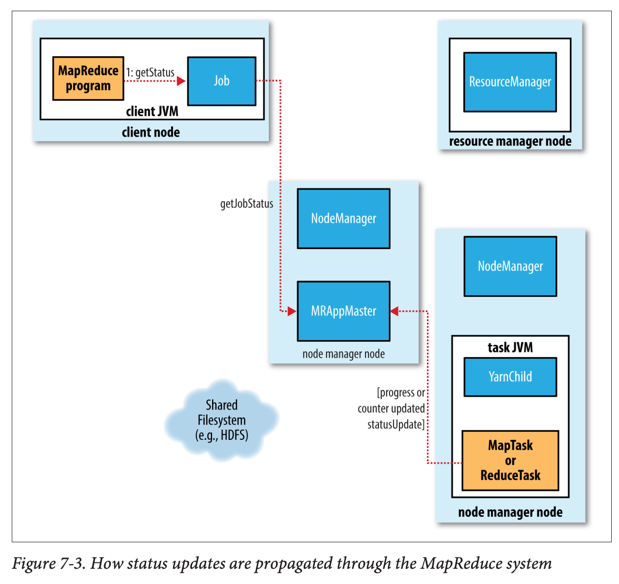 MapReduce
program
1: getStatus
Job
client JVM
client node
ResourceManager
resource manager node
getJobStatus
NodeManager
MRAppMaster
node manager node
NodeManager
task JVM
YarnChild
[progress or
counter updated
statusUpdate]
MapTask
or
ReduceTask
node manager node
Shared
Filesystem
(e.g., HDFS)
Figure 7-3. How status updates are propagated through the MapReduce system